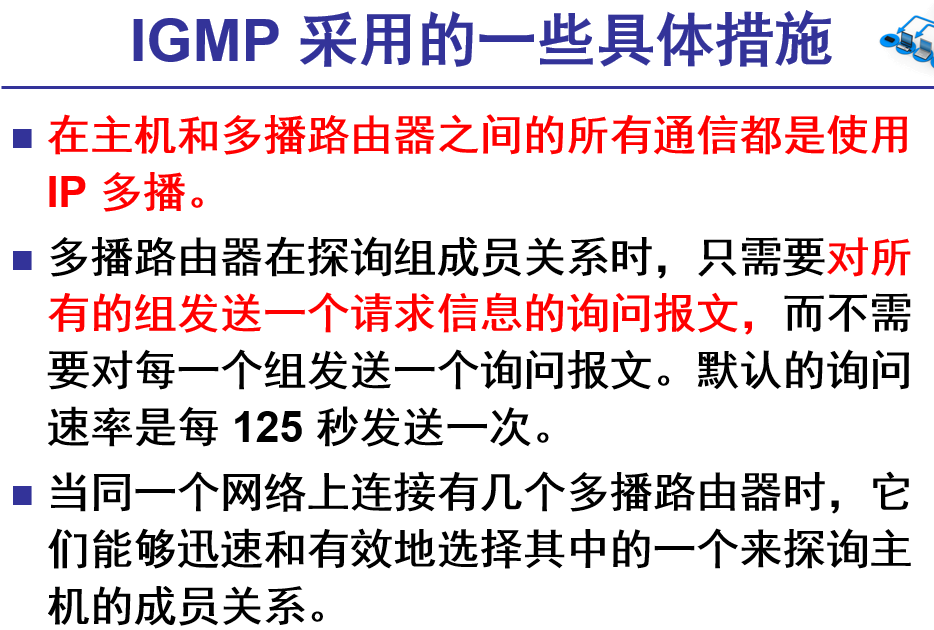 IGMP 采用的一些具体措施
在主机和多播路由器之间的所有通信都是使用
IP 多播。
多播路由器在探询组成员关系时，只需要对所
有的组发送一个请求信息的询问报文，而不需
要对每一个组发送一个询问报文。默认的询问
速率是每 125 秒发送一次。
当同一个网络上连接有几个多播路由器时，它
们能够迅速和有效地选择其中的一个来探询主
机的成员关系。